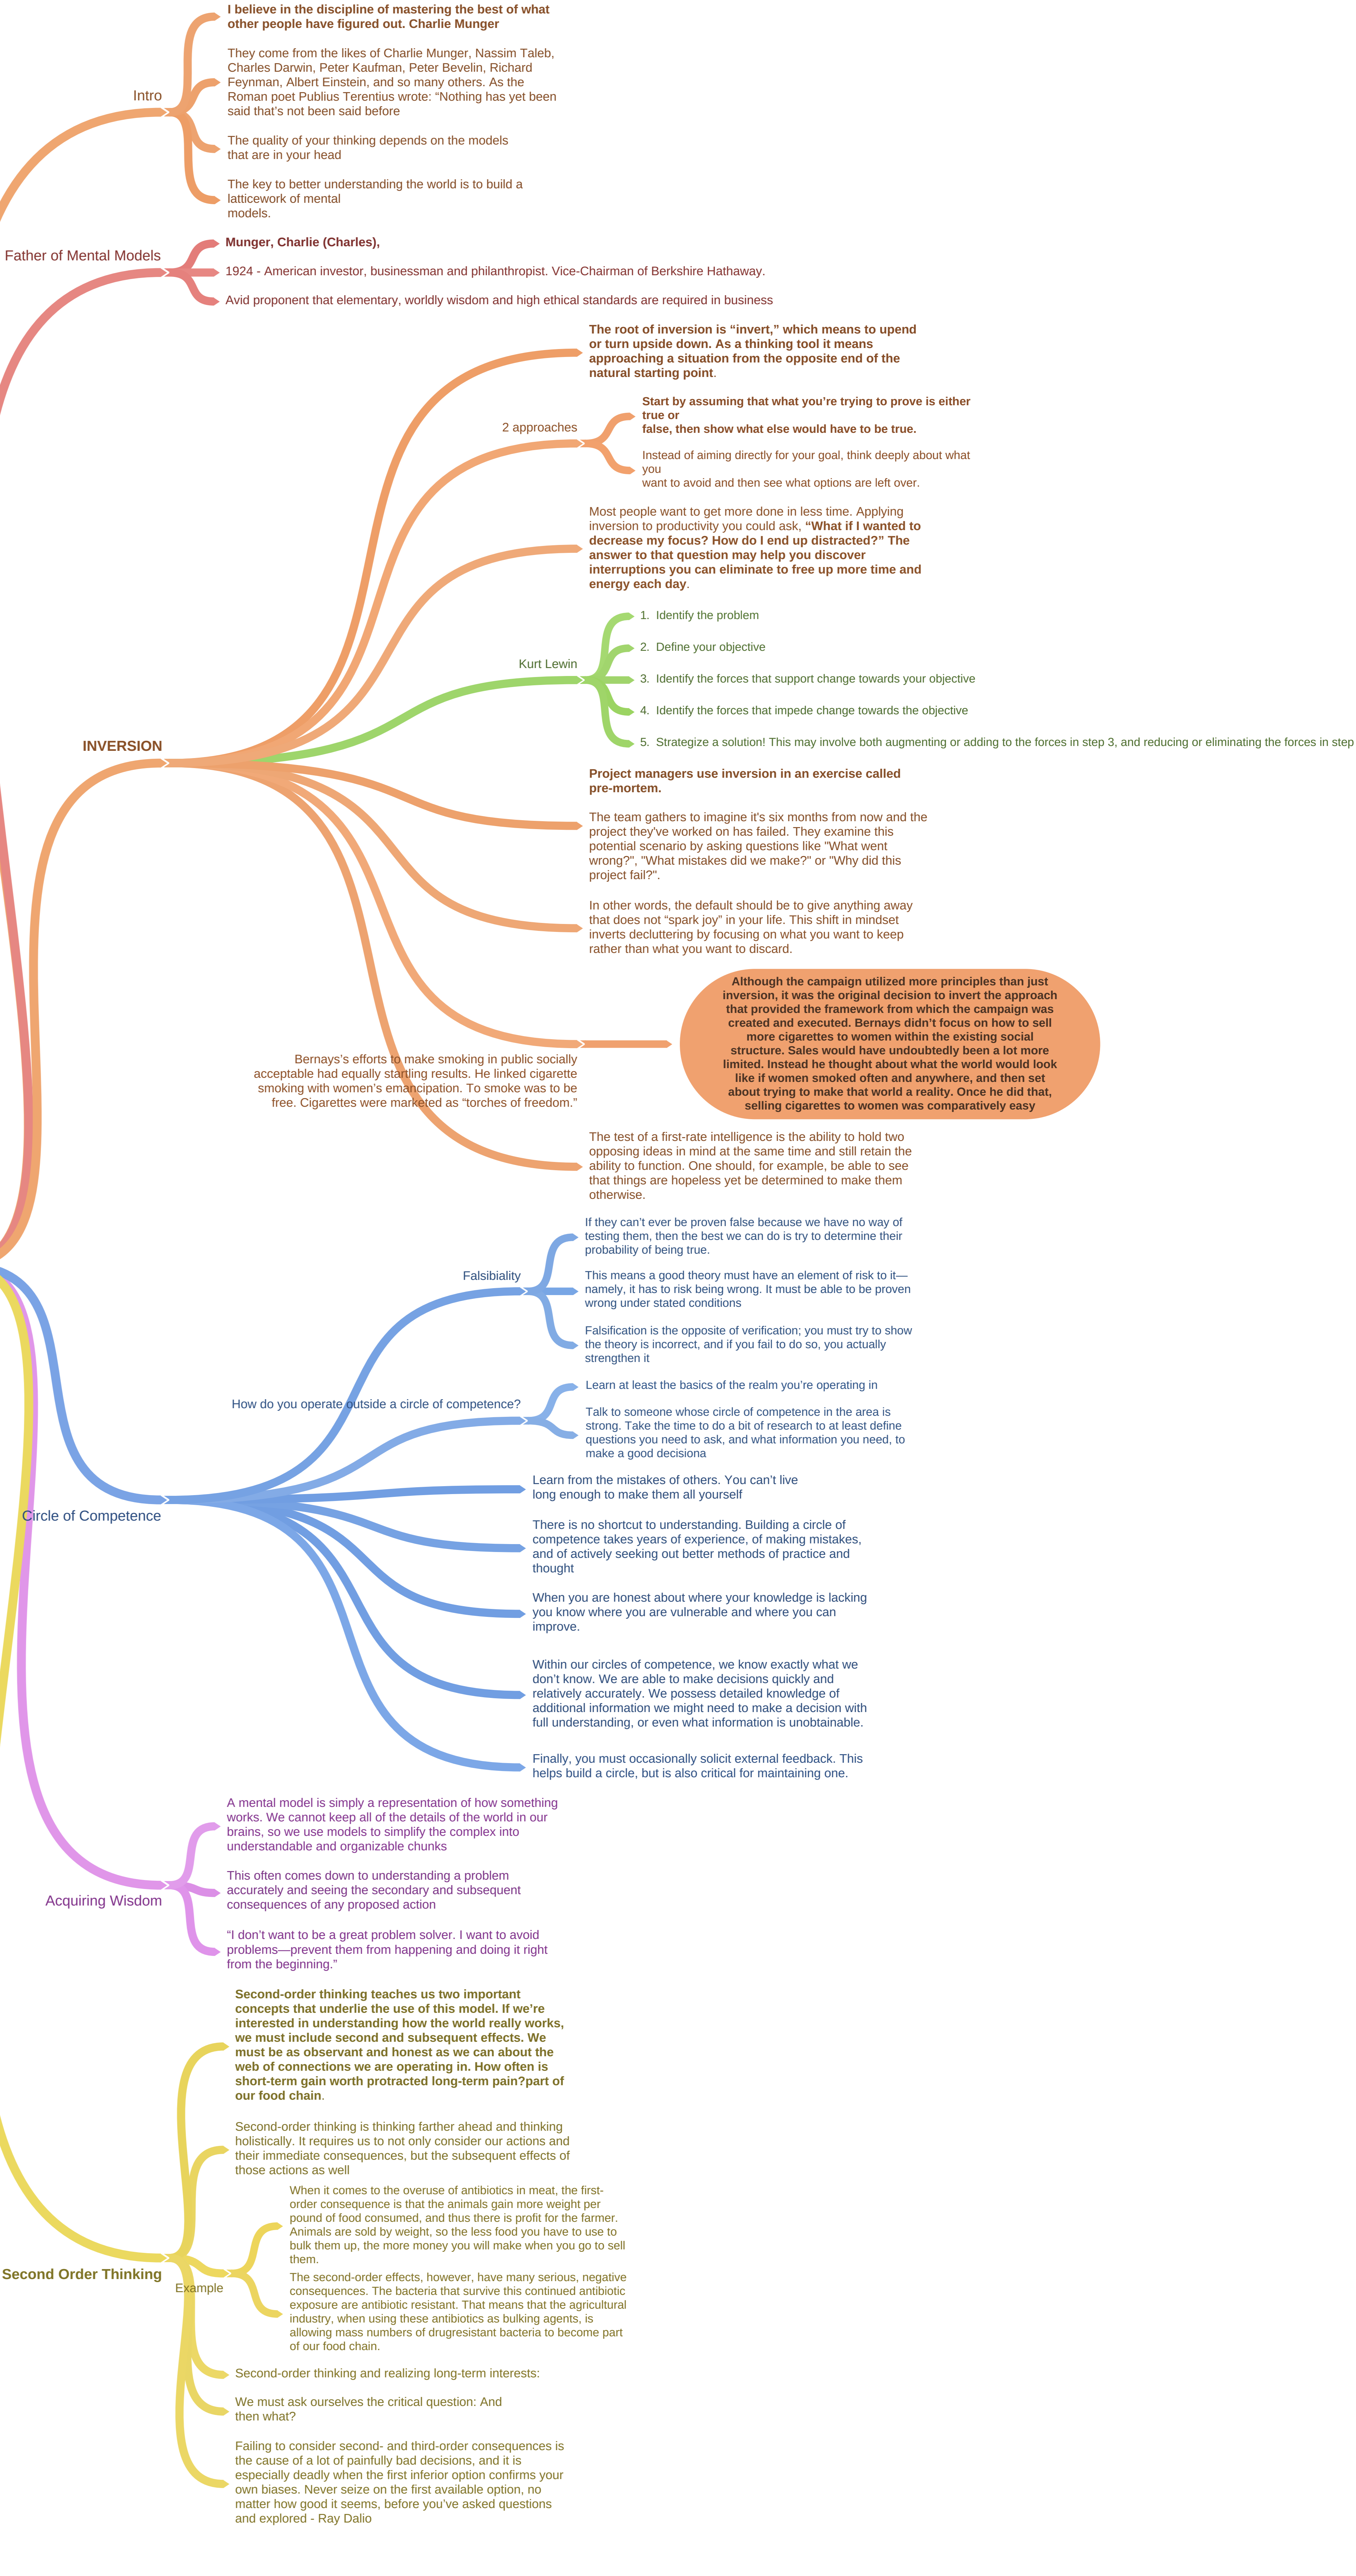 I believe in the discipline of mastering the best of what
other people have figured out. Charlie Munger
They come from the likes of Charlie Munger, Nassim Taleb,
Charles Darwin, Peter Kaufman, Peter Bevelin, Richard
Feynman, Albert Einstein, and so many others. As the
Roman poet Publius Terentius wrote: “Nothing has yet been
said that’s not been said before
Intro
The quality of your thinking depends on the models
that are in your head
The key to better understanding the world is to build a
latticework of mental
models.
Father of Mental Models
Munger, Charlie (Charles),
1924 - American investor, businessman and philanthropist. Vice-Chairman of Berkshire Hathaway.
Avid proponent that elementary, worldly wisdom and high ethical standards are required in business
INVERSION
The root of inversion is “invert,” which means to upend
or turn upside down. As a thinking tool it means
approaching a situation from the opposite end of the
natural starting point.
2 approaches
Start by assuming that what you’re trying to prove is either
true or
false, then show what else would have to be true.
Instead of aiming directly for your goal, think deeply about what
you
want to avoid and then see what options are left over.
Most people want to get more done in less time. Applying
inversion to productivity you could ask, “What if I wanted to
decrease my focus? How do I end up distracted?” The
answer to that question may help you discover
interruptions you can eliminate to free up more time and
energy each day.
Kurt Lewin
1. Identify the problem
2. Define your objective
3. Identify the forces that support change towards your objective
4. Identify the forces that impede change towards the objective
5. Strategize a solution! This may involve both augmenting or adding to the forces in step 3, and reducing or eliminating the forces in step
Project managers use inversion in an exercise called
pre-mortem.
The team gathers to imagine it's six months from now and the
project they've worked on has failed. They examine this
potential scenario by asking questions like "What went
wrong?", "What mistakes did we make?" or "Why did this
project fail?".
In other words, the default should be to give anything away
that does not “spark joy” in your life. This shift in mindset
inverts decluttering by focusing on what you want to keep
rather than what you want to discard.
Bernays’s efforts to make smoking in public socially
acceptable had equally startling results. He linked cigarette
smoking with women’s emancipation. To smoke was to be
free. Cigarettes were marketed as “torches of freedom.”
Although the campaign utilized more principles than just
inversion, it was the original decision to invert the approach
that provided the framework from which the campaign was
created and executed. Bernays didn’t focus on how to sell
more cigarettes to women within the existing social
structure. Sales would have undoubtedly been a lot more
limited. Instead he thought about what the world would look
like if women smoked often and anywhere, and then set
about trying to make that world a reality. Once he did that,
selling cigarettes to women was comparatively easy
The test of a first-rate intelligence is the ability to hold two
opposing ideas in mind at the same time and still retain the
ability to function. One should, for example, be able to see
that things are hopeless yet be determined to make them
otherwise.
Circle of Competence
Falsibiality
If they can’t ever be proven false because we have no way of
testing them, then the best we can do is try to determine their
probability of being true.
This means a good theory must have an element of risk to it—
namely, it has to risk being wrong. It must be able to be proven
wrong under stated conditions
Falsification is the opposite of verification; you must try to show
the theory is incorrect, and if you fail to do so, you actually
strengthen it
How do you operate outside a circle of competence?
Learn at least the basics of the realm you’re operating in
Talk to someone whose circle of competence in the area is
strong. Take the time to do a bit of research to at least define
questions you need to ask, and what information you need, to
make a good decisiona
Learn from the mistakes of others. You can’t live
long enough to make them all yourself
There is no shortcut to understanding. Building a circle of
competence takes years of experience, of making mistakes,
and of actively seeking out better methods of practice and
thought
When you are honest about where your knowledge is lacking
you know where you are vulnerable and where you can
improve.
Within our circles of competence, we know exactly what we
don’t know. We are able to make decisions quickly and
relatively accurately. We possess detailed knowledge of
additional information we might need to make a decision with
full understanding, or even what information is unobtainable.
Finally, you must occasionally solicit external feedback. This
helps build a circle, but is also critical for maintaining one.
Acquiring Wisdom
A mental model is simply a representation of how something
works. We cannot keep all of the details of the world in our
brains, so we use models to simplify the complex into
understandable and organizable chunks
This often comes down to understanding a problem
accurately and seeing the secondary and subsequent
consequences of any proposed action
“I don’t want to be a great problem solver. I want to avoid
problems—prevent them from happening and doing it right
from the beginning.”
Second Order Thinking
Second-order thinking teaches us two important
concepts that underlie the use of this model. If we’re
interested in understanding how the world really works,
we must include second and subsequent effects. We
must be as observant and honest as we can about the
web of connections we are operating in. How often is
short-term gain worth protracted long-term pain?part of
our food chain.
Second-order thinking is thinking farther ahead and thinking
holistically. It requires us to not only consider our actions and
their immediate consequences, but the subsequent effects of
those actions as well
Example
When it comes to the overuse of antibiotics in meat, the first-
order consequence is that the animals gain more weight per
pound of food consumed, and thus there is profit for the farmer.
Animals are sold by weight, so the less food you have to use to
bulk them up, the more money you will make when you go to sell
them.
The second-order effects, however, have many serious, negative
consequences. The bacteria that survive this continued antibiotic
exposure are antibiotic resistant. That means that the agricultural
industry, when using these antibiotics as bulking agents, is
allowing mass numbers of drugresistant bacteria to become part
of our food chain.
Second-order thinking and realizing long-term interests:
We must ask ourselves the critical question: And
then what?
Failing to consider second- and third-order consequences is
the cause of a lot of painfully bad decisions, and it is
especially deadly when the first inferior option confirms your
own biases. Never seize on the first available option, no
matter how good it seems, before you’ve asked questions
and explored - Ray Dalio